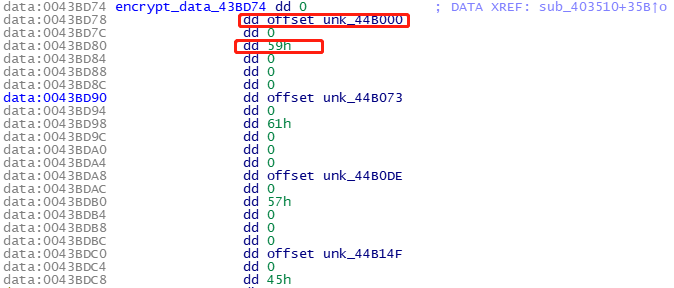 data:0043BD74 encrypt_data_43BD74 dd 0 ; DATA XREF: sub_403510+35B↑o
data:0043BD78 dd offset unk_44B000
data:0043BD7C dd 0
data:0043BD80 dd 59h
data:0043BD84 dd 0
data:0043BD88 dd 0
data:0043BD8C dd 0
data:0043BD90 dd offset unk_44B073
data:0043BD94 dd 0
data:0043BD98 dd 61h
data:0043BD9C dd 0
data:0043BDA0 dd 0
data:0043BDA4 dd 0
data:0043BDA8 dd offset unk_44B0DE
data:0043BDAC dd 0
data:0043BDB0 dd 57h
data:0043BDB4 dd 0
data:0043BDB8 dd 0
data:0043BDBC dd 0
data:0043BDC0 dd offset unk_44B14F
data:0043BDC4 dd 0
data:0043BDC8 dd 45h